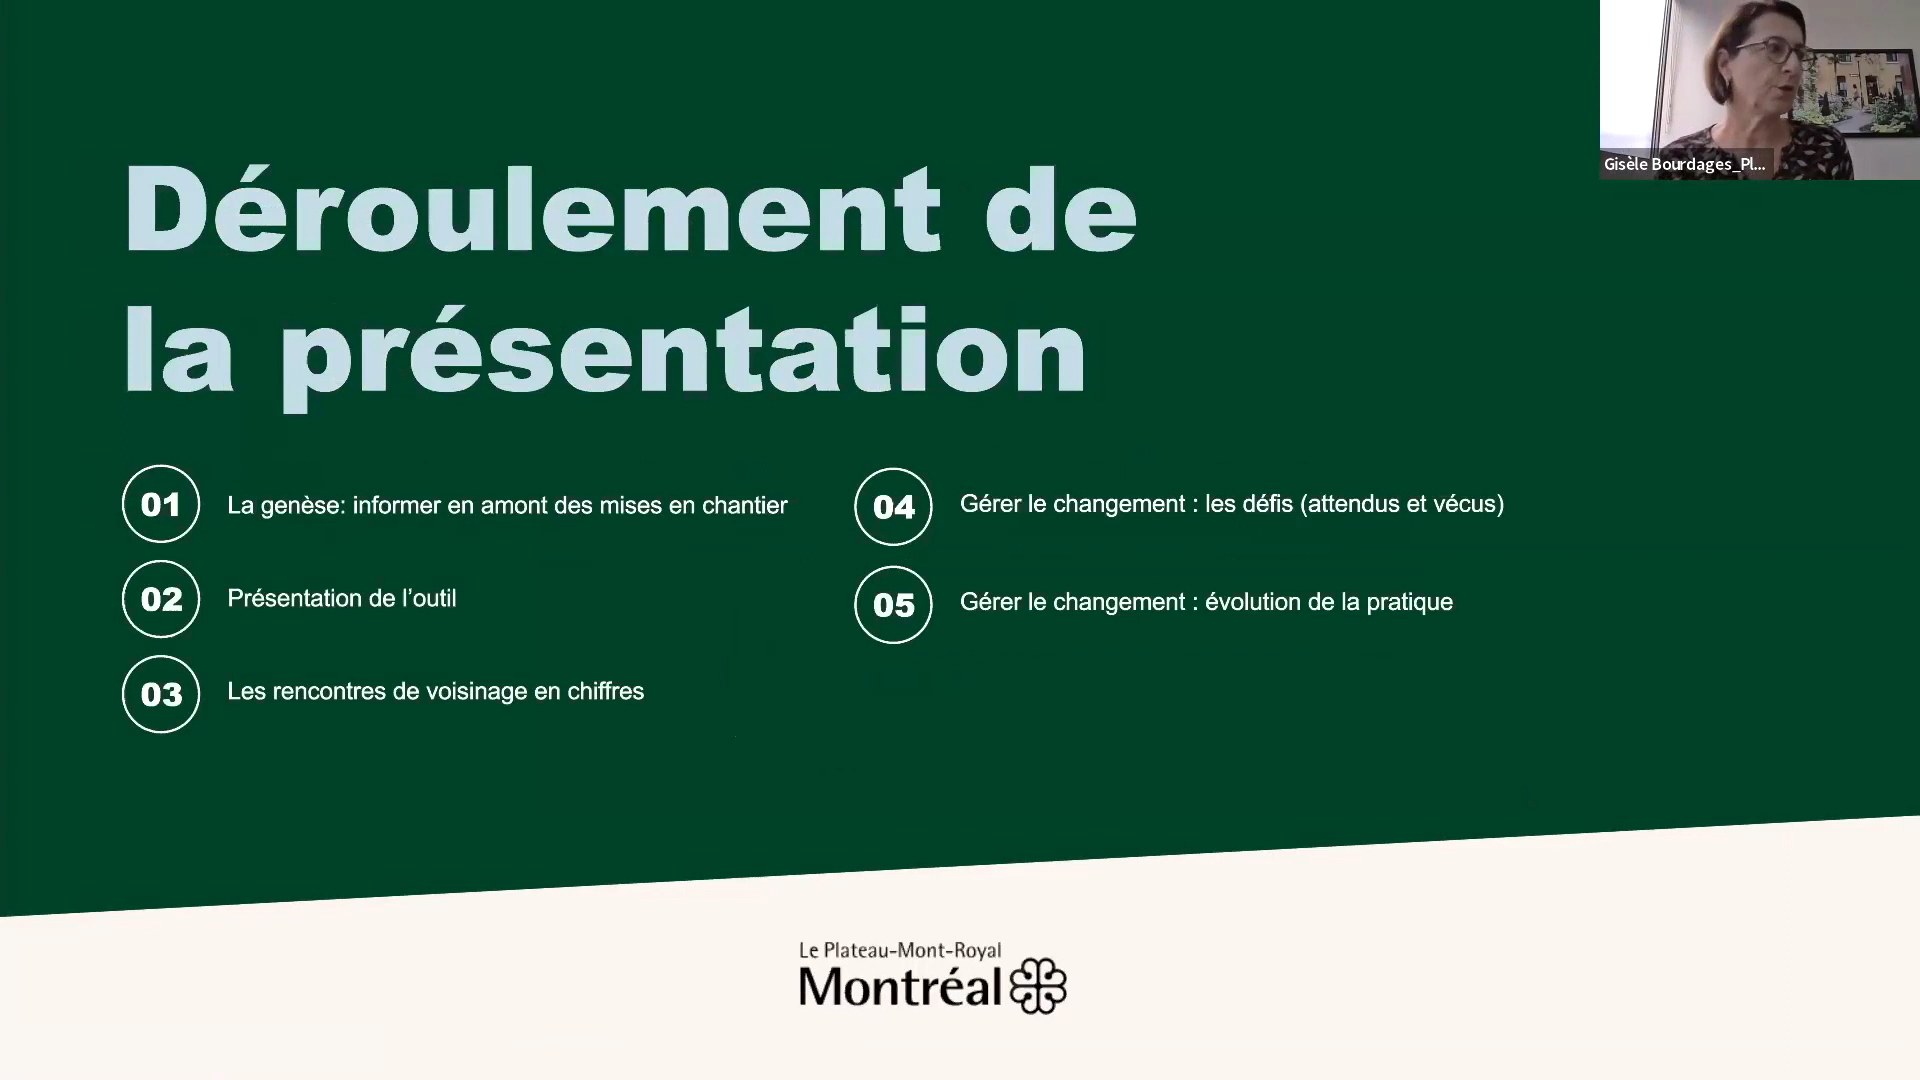 Gisèle Bourdages_Pl...
Déroulement de
la présentation
01 La genèse: informer en amont des mises en chantier
02 Présentation de l’outil
03 Les rencontres de voisinage en chiffres
04 Gérer le changement : les défis (attendus et vécus)
05 Gérer le changement : évolution de la pratique
Le Plateau-Mont-Royal
Montréal